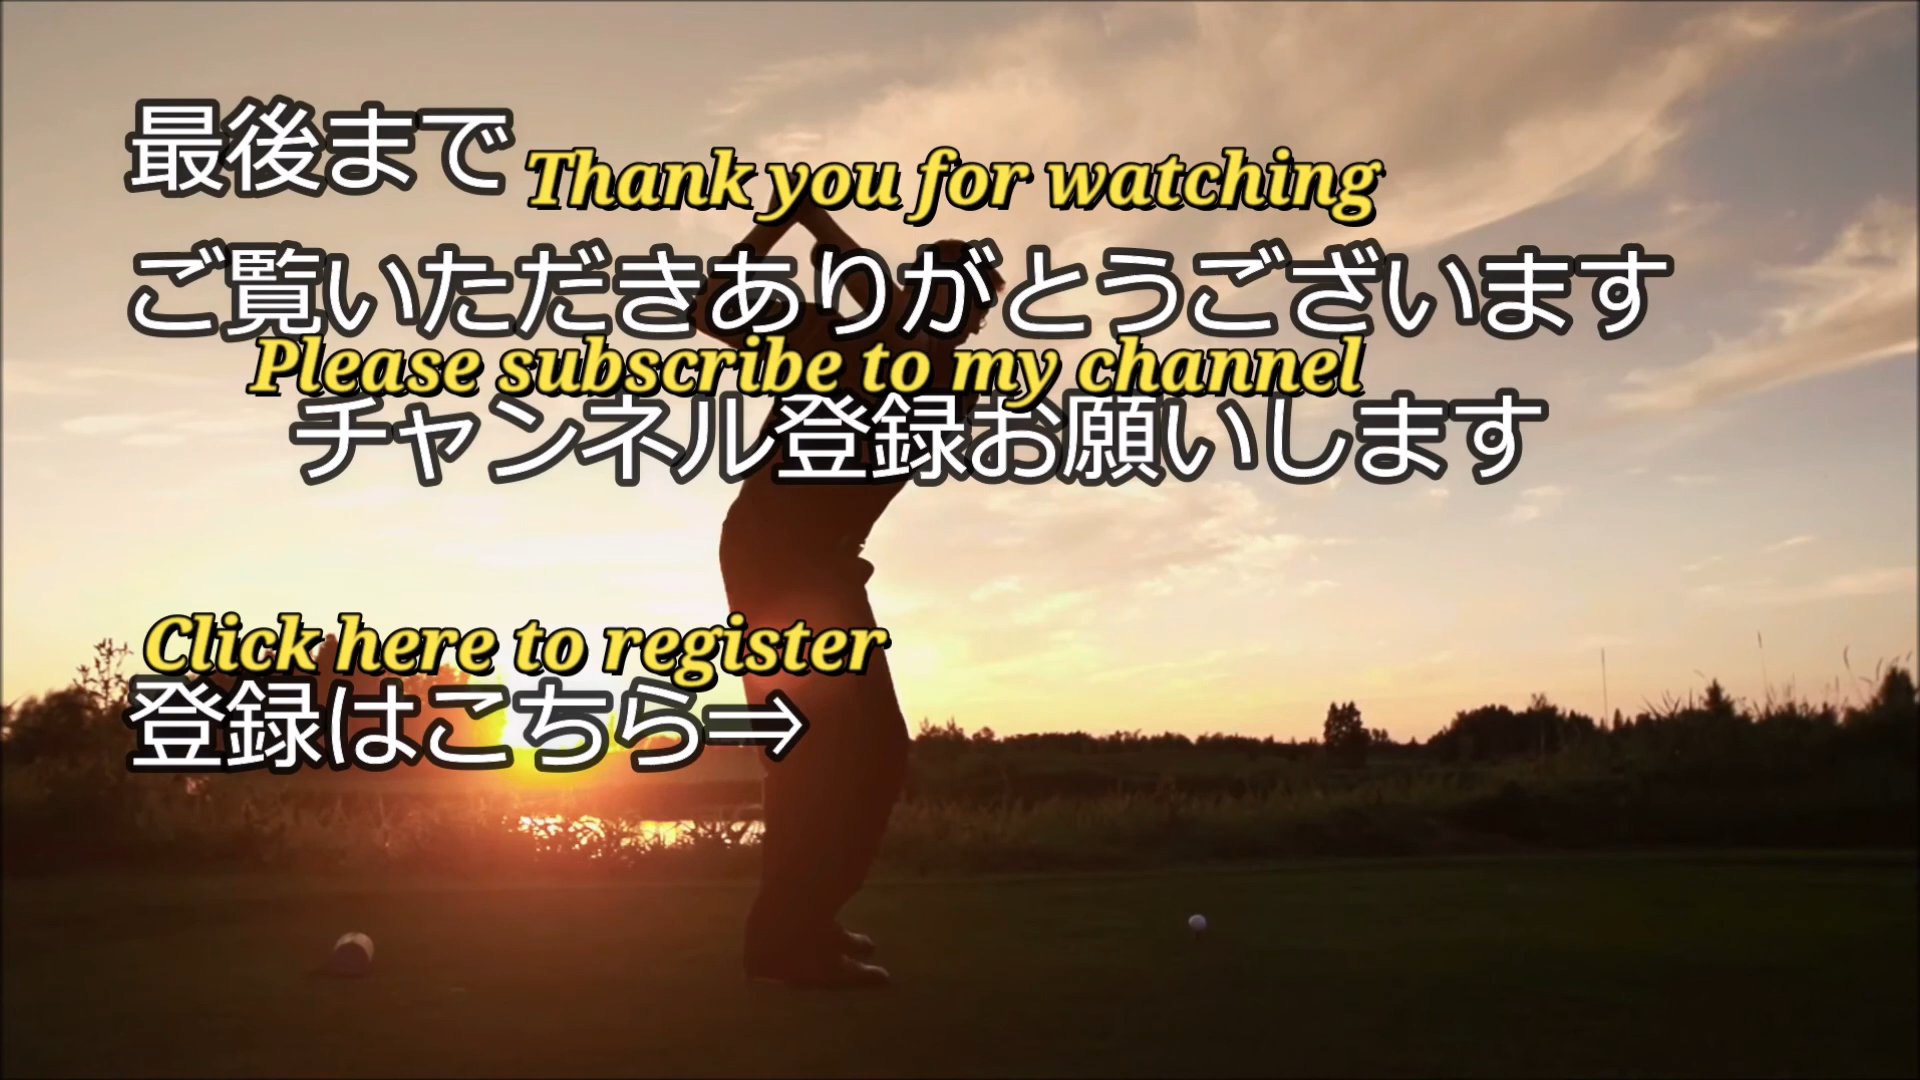 最後まで
Thank you for watching
ご覧いただきありがとうございます
Please subscribe to my channel
チャンネル登録お願いします
Click here to register
登録はこちら⇒